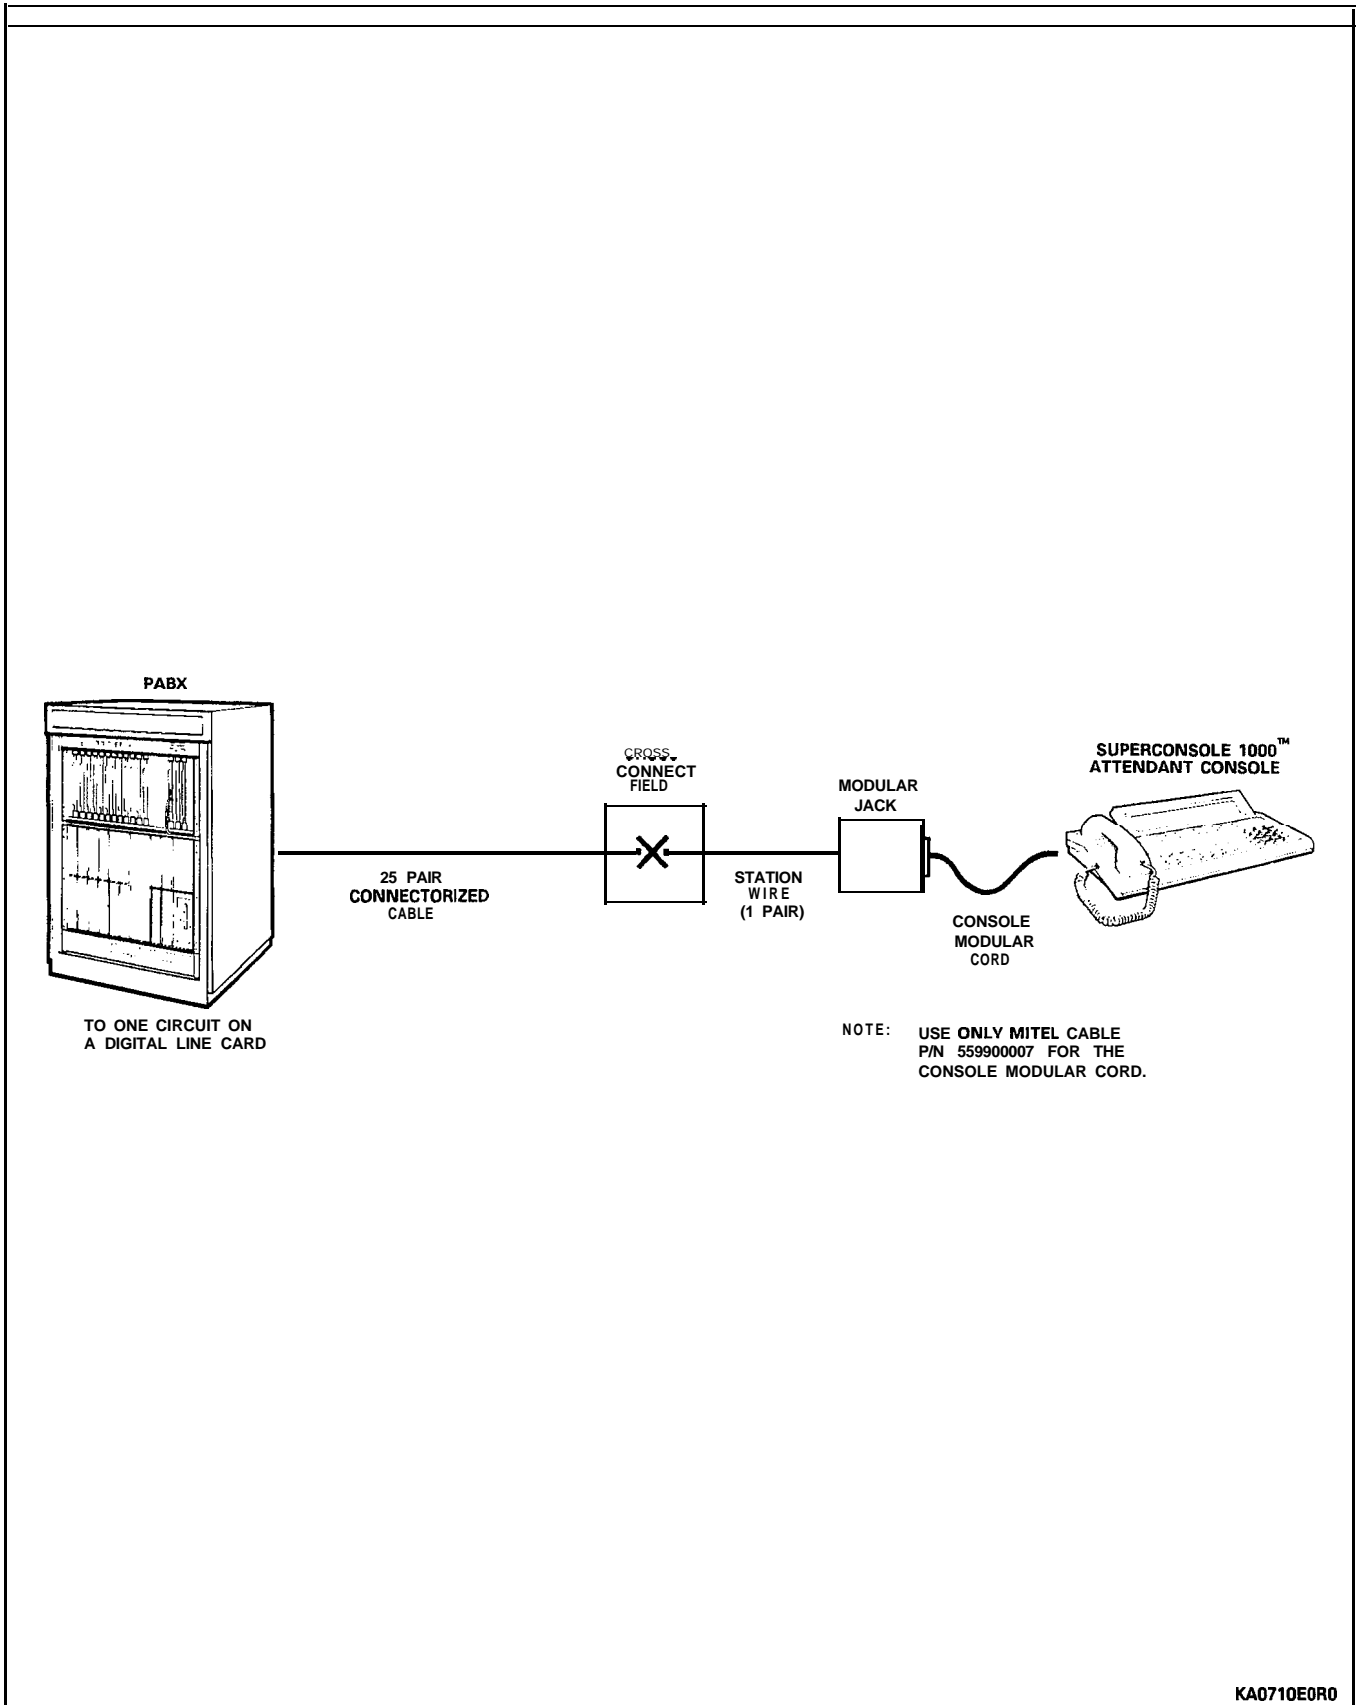 PABX
CROSS
CONNECT
FIELD
MODULAR
JACK
SUPERCONSOLE 1000™
ATTENDANT CONSOLE
25 PAIR
CONNECTORIZED
CABLE
STATION
WIRE
(1 PAIR)
CONSOLE
MODULAR
CORD
TO ONE CIRCUIT ON
A DIGITAL LINE CARD
NOTE: USE ONLY MITEL CABLE
P/N 559900007 FOR THE
CONSOLE MODULAR CORD.
KA0710E0R0